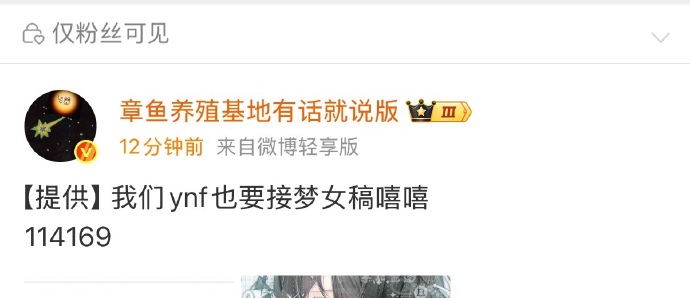 仅粉丝可见
章鱼养殖基地有话就说版 III
12分钟前 来自微博轻享版
【提供】我们ynf也要接梦女稿嘻嘻
114169